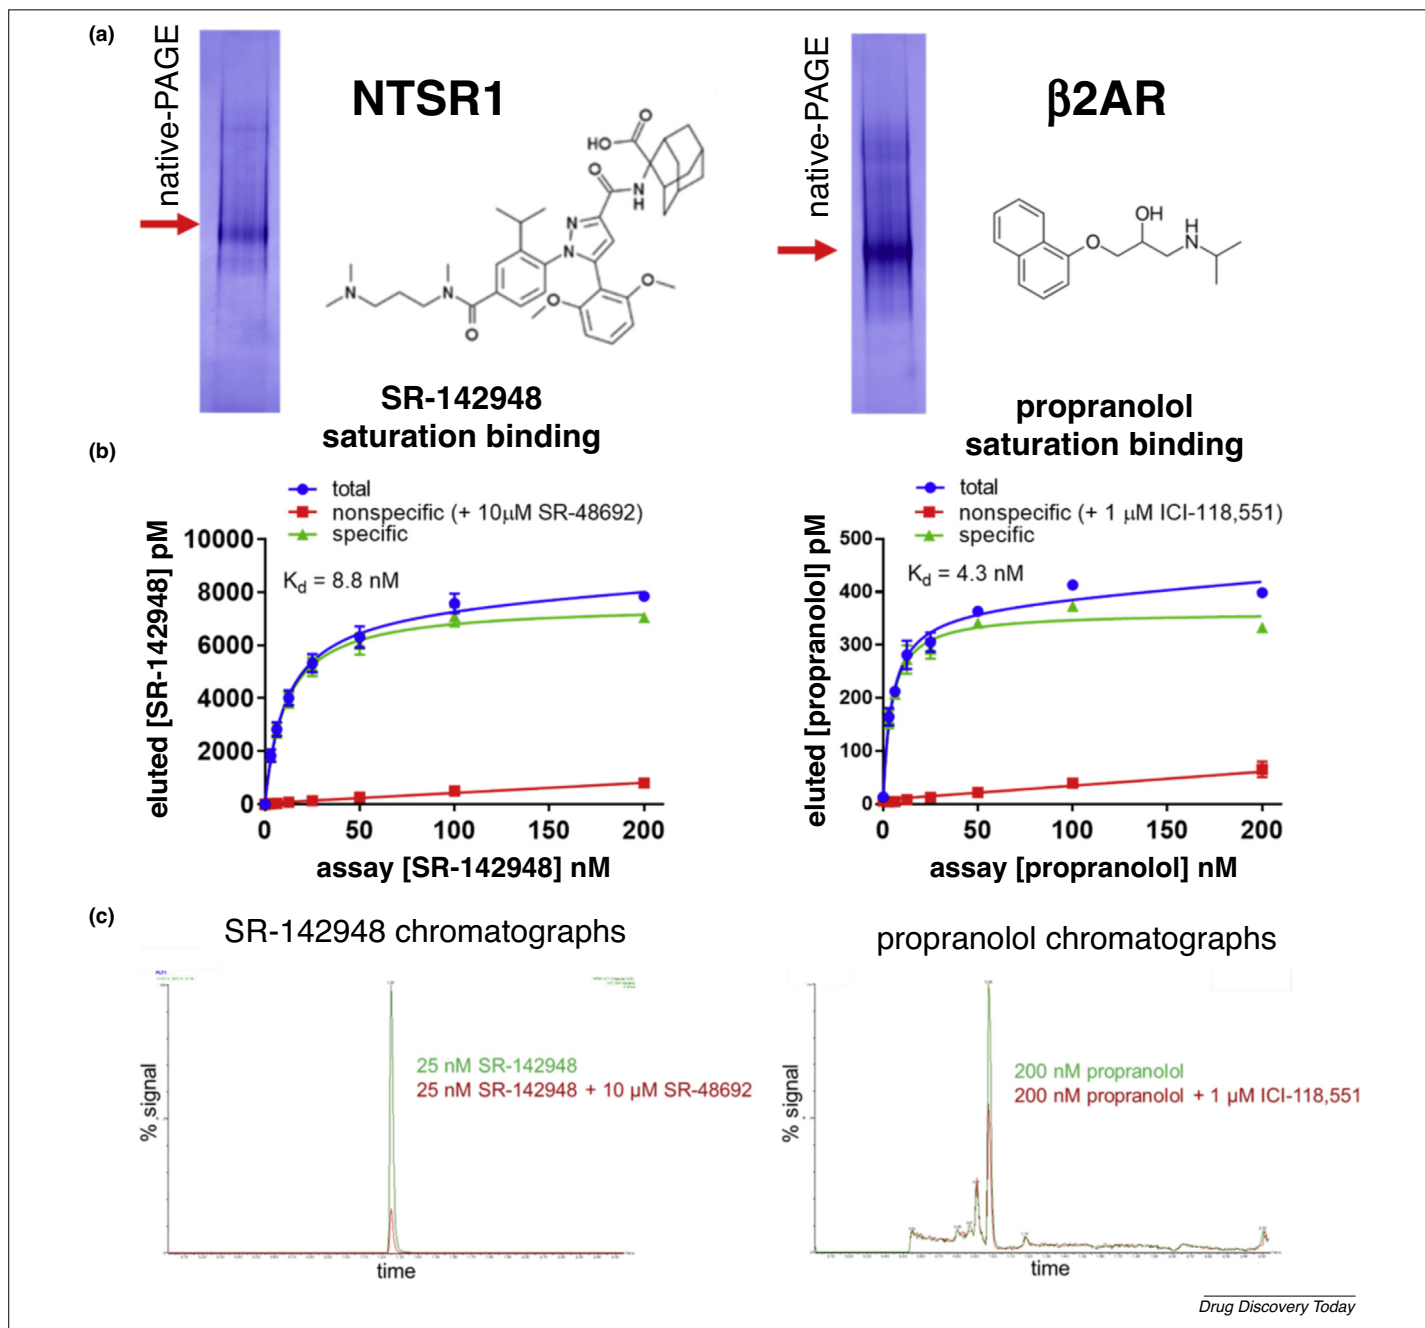 (a)
native-PAGE
NTSR1
O
HO
O
N
H
N
N
N
N
O
O
O
SR-142948
saturation binding
native-PAGE
β2AR
OH
O
H
N
propranolol
saturation binding
(b)
total
nonspecific (+ 10μM SR-48692)
specific
Kd = 8.8 nM
eluted [SR-142948] pM
10000
8000
6000
4000
2000
0
0 50 100 150 200
assay [SR-142948] nM
total
nonspecific (+ 1 μM ICI-118,551)
specific
Kd = 4.3 nM
eluted [propranolol] pM
500
400
300
200
100
0
0 50 100 150 200
assay [propranolol] nM
(c)
SR-142948 chromatographs
% signal
25 nM SR-142948
25 nM SR-142948 + 10 μM SR-48692
time
propranolol chromatographs
% signal
200 nM propranolol
200 nM propranolol + 1 μM ICI-118,551
time
Drug Discovery Today